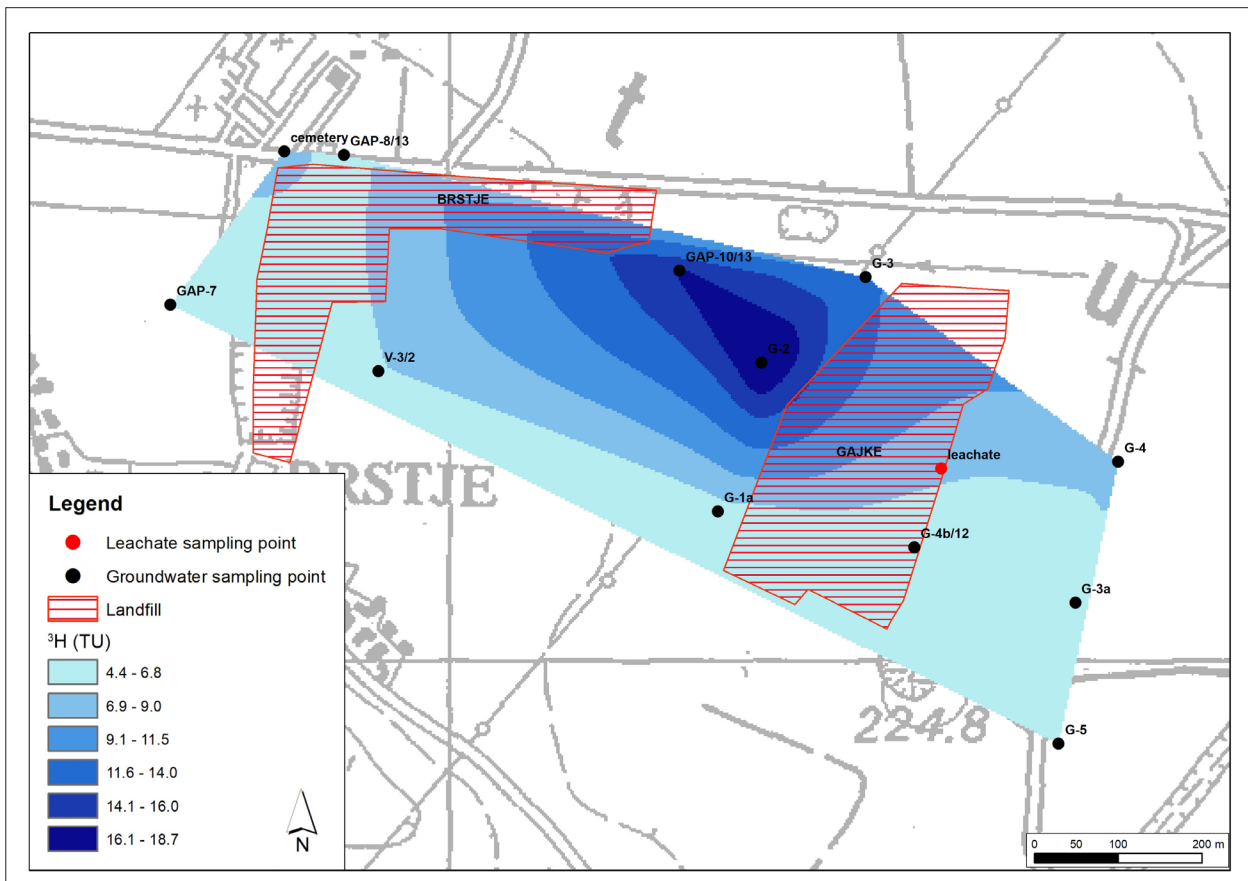 cemetery
GAP-8/13
BRSTJE
GAP-10/13
G-3
GAP-7
V-3/2
G-2
GAJKE
leachate
G-4
BRSTJE
G-1a
G-4b/12
G-3a
224.8
G-5
Legend
Leachate sampling point
Groundwater sampling point
Landfill
³H (TU)
4.4 - 6.8
6.9 - 9.0
9.1 - 11.5
11.6 - 14.0
14.1 - 16.0
16.1 - 18.7
N
0 50 100 200 m